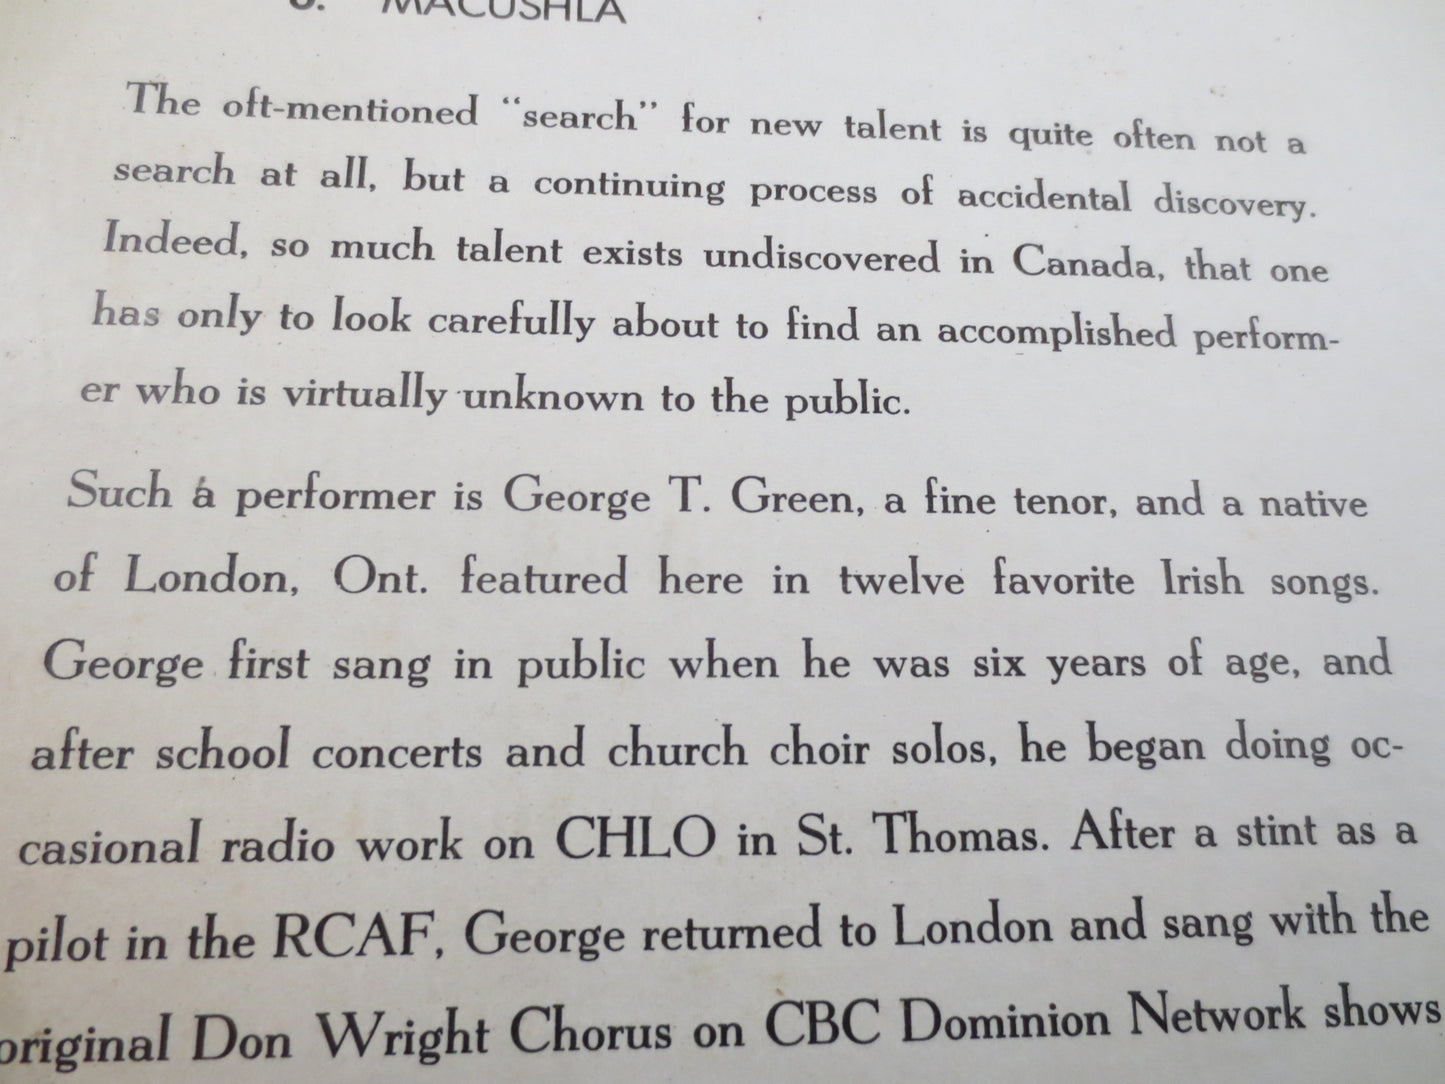 MACUSHLA
The oft-mentioned “search” for new talent is quite often not a
search at all, but a continuing process of accidental discovery.
Indeed, so much talent exists undiscovered in Canada, that one
has only to look carefully about to find an accomplished perform-
er who is virtually unknown to the public.
Such a performer is George T. Green, a fine tenor, and a native
of London, Ont. featured here in twelve favorite Irish songs.
George first sang in public when he was six years of age, and
after school concerts and church choir solos, he began doing oc-
casional radio work on CHLO in St. Thomas. After a stint as a
pilot in the RCAF, George returned to London and sang with the
original Don Wright Chorus on CBC Dominion Network shows